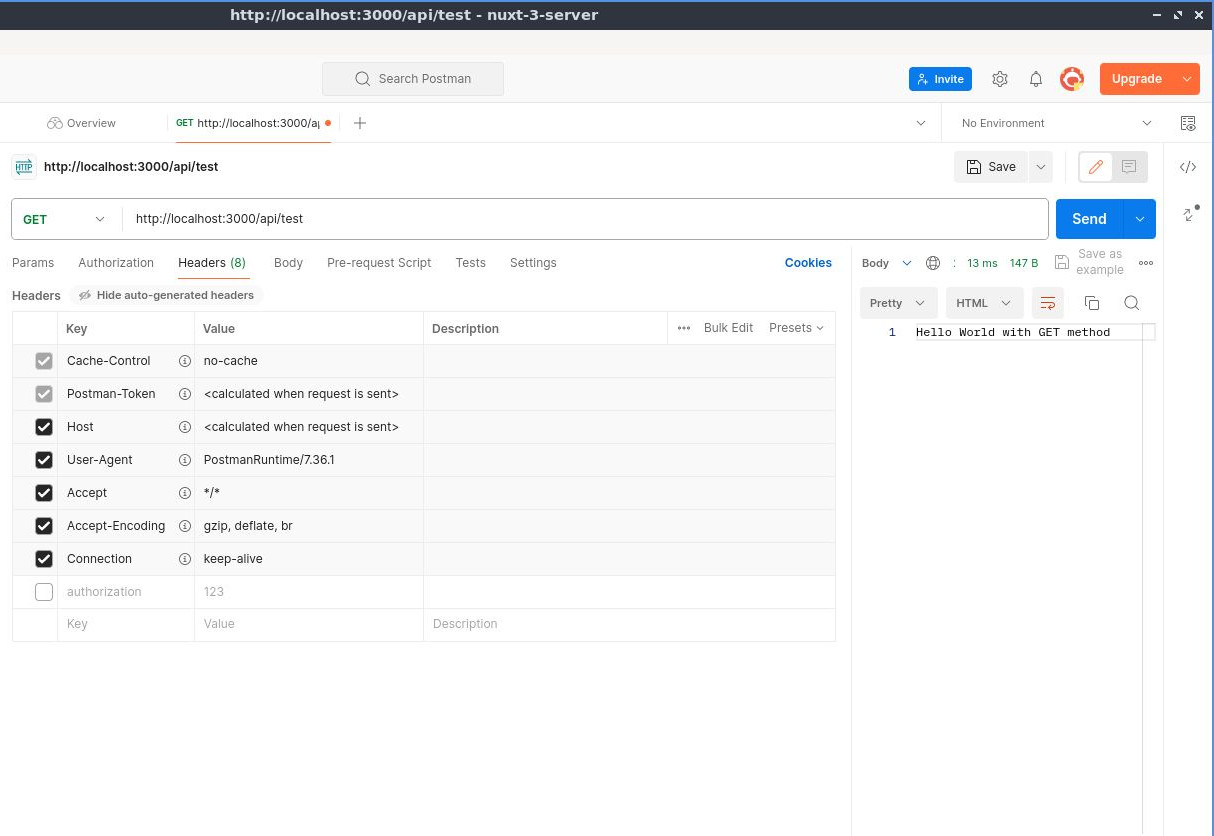 http://localhost:3000/api/test - nuxt-3-server
Search Postman
Invite
Upgrade
Overview
GET http://localhost:3000/a
No Environment
HTTP
http://localhost:3000/api/test
Save
GET
http://localhost:3000/api/test
Send
Params Authorization Headers (8) Body Pre-request Script Tests Settings
Cookies
Headers Hide auto-generated headers
Key Value Description ••• Bulk Edit Presets
Cache-Control no-cache
Postman-Token <calculated when request is sent>
Host <calculated when request is sent>
User-Agent PostmanRuntime/7.36.1
Accept */*
Accept-Encoding gzip, deflate, br
Connection keep-alive
authorization 123
Key Value Description
Body : 13 ms 147 B Save as example
Pretty HTML
1 Hello World with GET method